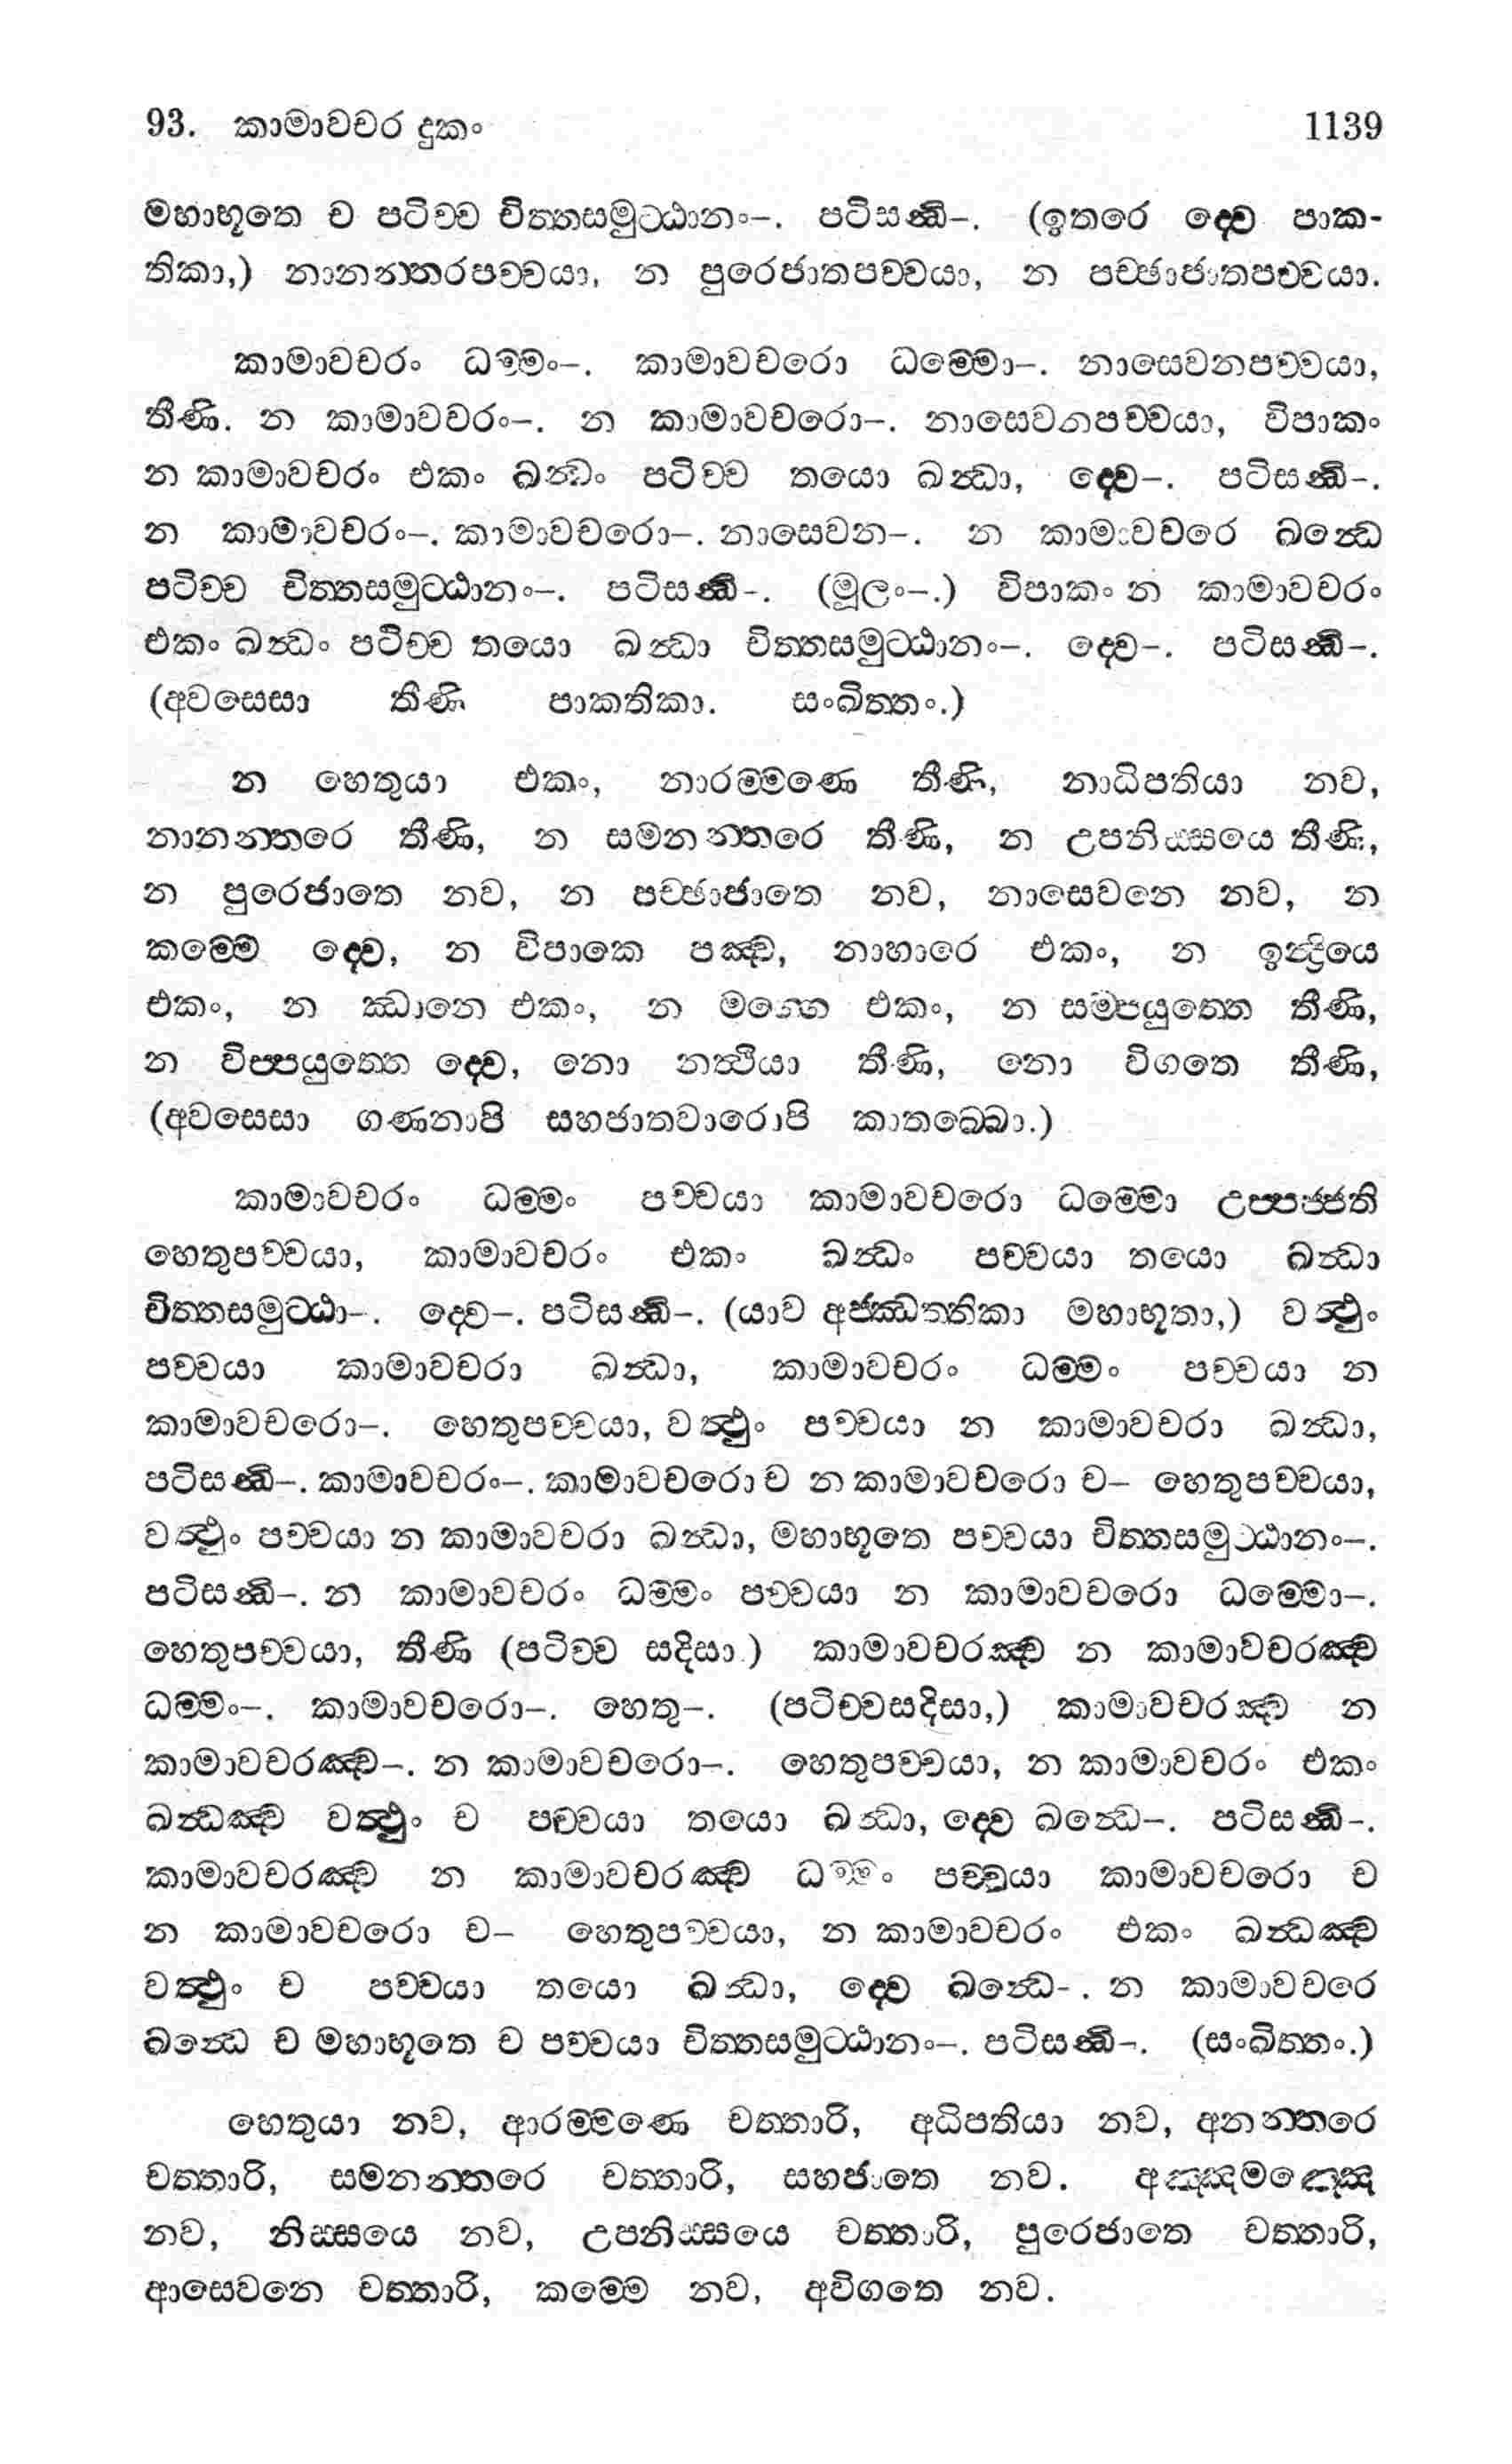 93. කාමාවචර දුකං 1139
මහාභූතෙ ච පටිච්ච චිත්තසමුට්ඨානං–. පටිසන්ධි–. (ඉතරෙ ද්වෙ පාක-
තිකා,) නානන්තරපච්චයා, න පුරෙජාතපච්චයා, න පච්ඡාජාතපච්චයා.
කාමාවචරං ධම්මං–. කාමාවචරො ධම්මො–. නාසෙවනපච්චයා,
තීණි. න කාමාවචරං–. න කාමාවචරො–. නාසෙවනපච්චයා, විපාකං
න කාමාවචරං එකං ඛන්ධං පටිච්ච තයො ඛන්ධා, ද්වෙ–. පටිසන්ධි–.
න කාමාවචරං–. කාමාවචරො–. නාසෙවන–. න කාමාවචරෙ ඛන්ධෙ
පටිච්ච චිත්තසමුට්ඨානං–. පටිසන්ධි–. (මූලං–.) විපාකං න කාමාවචරං
එකං ඛන්ධං පටිච්ච තයො ඛන්ධා චිත්තසමුට්ඨානං–. ද්වෙ–. පටිසන්ධි–.
(අවසෙසා තීණි පාකතිකා. සංඛිත්තං.)
න හෙතුයා එකං, නාරම්මණෙ තීණි, නාධිපතියා නව,
නානන්තරෙ තීණි, න සමනන්තරෙ තීණි, න උපනිස්සයෙ තීණි,
න පුරෙජාතෙ නව, න පච්ඡාජාතෙ නව, නාසෙවනෙ නව, න
කම්මෙ ද්වෙ, න විපාකෙ පඤ්ච, නාහාරෙ එකං, න ඉන්ද්‍රියෙ
එකං, න ඣානෙ එකං, න මග්ගෙ එකං, න සම්පයුත්තෙ තීණි,
න විප්පයුත්තෙ ද්වෙ, නො නත්ථියා තීණි, නො විගතෙ තීණි,
(අවසෙසා ගණනාපි සහජාතවාරොපි කාතබ්බො.)
කාමාවචරං ධම්මං පච්චයා කාමාවචරො ධම්මො උප්පජ්ජති
හෙතුපච්චයා, කාමාවචරං එකං ඛන්ධං පච්චයා තයො ඛන්ධා
චිත්තසමුට්ඨා–. ද්වෙ–. පටිසන්ධි–. (යාව අජ්ඣත්තිකා මහාභූතා,) වත්ථුං
පච්චයා කාමාවචරා ඛන්ධා, කාමාවචරං ධම්මං පච්චයා න
කාමාවචරො–. හෙතුපච්චයා, වත්ථුං පච්චයා න කාමාවචරා ඛන්ධා,
පටිසන්ධි–. කාමාවචරං–. කාමාවචරො ච න කාමාවචරො ච– හෙතුපච්චයා,
වත්ථුං පච්චයා න කාමාවචරා ඛන්ධා, මහාභූතෙ පච්චයා චිත්තසමුට්ඨානං–.
පටිසන්ධි–. න කාමාවචරං ධම්මං පච්චයා න කාමාවචරො ධම්මො–.
හෙතුපච්චයා, තීණි (පටිච්ච සදිසා.) කාමාවචරඤ්ච න කාමාවචරඤ්ච
ධම්මං–. කාමාවචරො–. හෙතු–. (පටිච්චසදිසා,) කාමාවචරඤ්ච න
කාමාවචරඤ්ච–. න කාමාවචරො–. හෙතුපච්චයා, න කාමාවචරං එකං
ඛන්ධඤ්ච වත්ථුං ච පච්චයා තයො ඛන්ධා, ද්වෙ ඛන්ධෙ–. පටිසන්ධි–.
කාමාවචරඤ්ච න කාමාවචරඤ්ච ධම්මං පච්චයා කාමාවචරො ච
න කාමාවචරො ච– හෙතුපච්චයා, න කාමාවචරං එකං ඛන්ධඤ්ච
වත්ථුං ච පච්චයා තයො ඛන්ධා, ද්වෙ ඛන්ධෙ-. න කාමාවචරෙ
ඛන්ධෙ ච මහාභූතෙ ච පච්චයා චිත්තසමුට්ඨානං–. පටිසන්ධි–. (සංඛිත්තං.)
හෙතුයා නව, ආරම්මණෙ චත්තාරි, අධිපතියා නව, අනන්තරෙ
චත්තාරි, සමනන්තරෙ චත්තාරි, සහජාතෙ නව. අඤ්ඤමඤ්ඤෙ
නව, නිස්සයෙ නව, උපනිස්සයෙ චත්තාරි, පුරෙජාතෙ චත්තාරි,
ආසෙවනෙ චත්තාරි, කම්මෙ නව, අවිගතෙ නව.